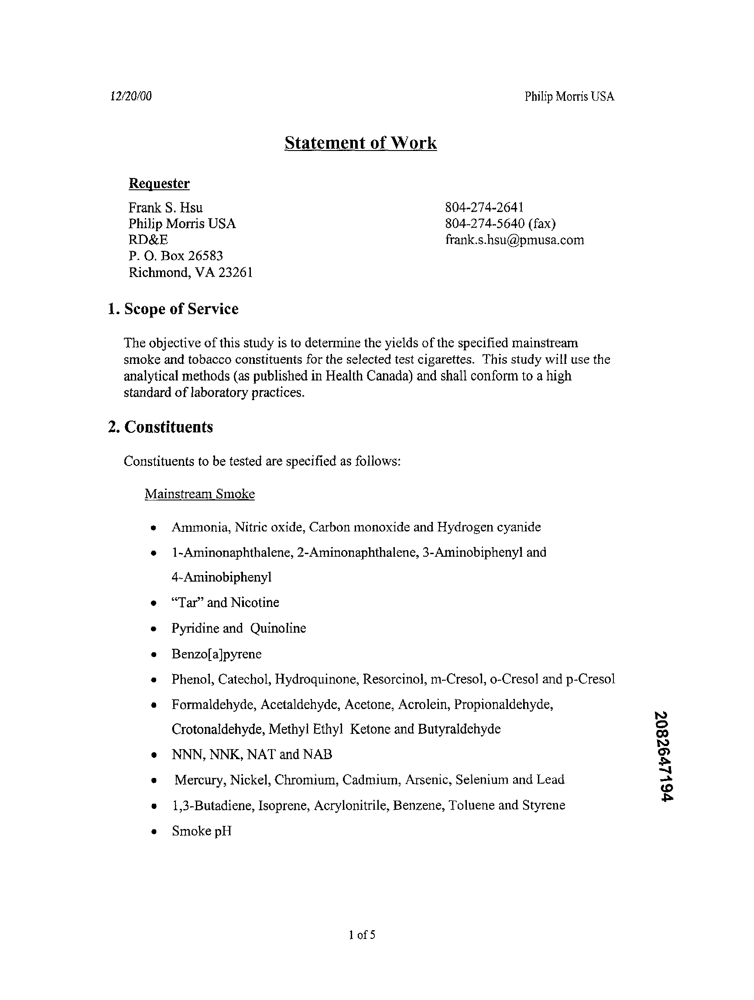 12/20/00 Philip Morris USA
Statement of Work
Requester
Frank S. Hsu 804-274-2641
Philip Morris USA 804-274-5640 (fax)
RD&E frank.s.hsu@pmusa.com
P. O. Box 26583
Richmond, VA 23261
1. Scope of Service
The objective of this study is to determine the yields of the specified mainstream
smoke and tobacco constituents for the selected test cigarettes. This study will use the
analytical methods (as published in Health Canada) and shall conform to a high
standard of laboratory practices.
2. Constituents
Constituents to be tested are specified as follows:
Mainstream Smoke
• Ammonia, Nitric oxide, Carbon monoxide and Hydrogen cyanide
• 1-Aminonaphthalene, 2-Aminonaphthalene, 3-Aminobiphenyl and
4-Aminobiphenyl
• "Tar" and Nicotine
• Pyridine and Quinoline
• Benzo[a]pyrene
• Phenol, Catechol, Hydroquinone, Resorcinol, m-Cresol, o-Cresol and p-Cresol
• Formaldehyde, Acetaldehyde, Acetone, Acrolein, Propionaldehyde,
Crotonaldehyde, Methyl Ethyl Ketone and Butyraldehyde
• NNN, NNK, NAT and NAB
• Mercury, Nickel, Chromium, Cadmium, Arsenic, Selenium and Lead
• 1,3-Butadiene, Isoprene, Acrylonitrile, Benzene, Toluene and Styrene
• Smoke pH
2082647194
1 of 5